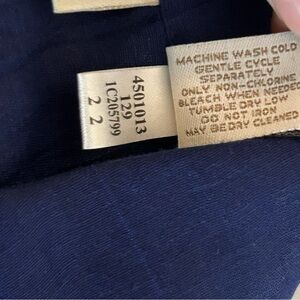 4501013
129
1C205799
2 2
MACHINE WASH COLD
GENTLE CYCLE
SEPARATELY
ONLY NON-CHLORINE
BLEACH WHEN NEEDED
TUMBLE DRY LOW
DO NOT IRON
MAY BE DRY CLEANED